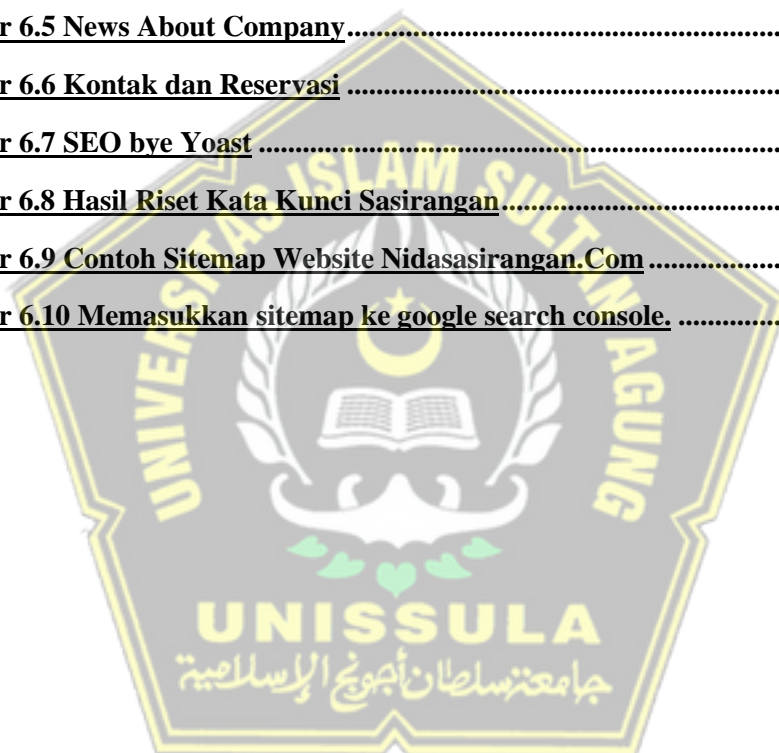 r 6.5 News About Company................................................................
r 6.6 Kontak dan Reservasi ................................................................
r 6.7 SEO bye Yoast ................................................................
r 6.8 Hasil Riset Kata Kunci Sasirangan........................................
r 6.9 Contoh Sitemap Website Nidasasirangan.Com ...............
r 6.10 Memasukkan sitemap ke google search console. ..............
UNIVERSITAS ISLAM SULTAN AGUNG
UNISSULA
جامعتنسلطان أجونج الإسلامية